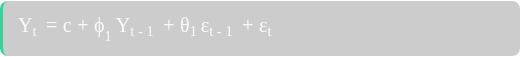 Yₜ = c + ϕ₁ Yₜ₋₁ + θ₁ εₜ₋₁ + εₜ